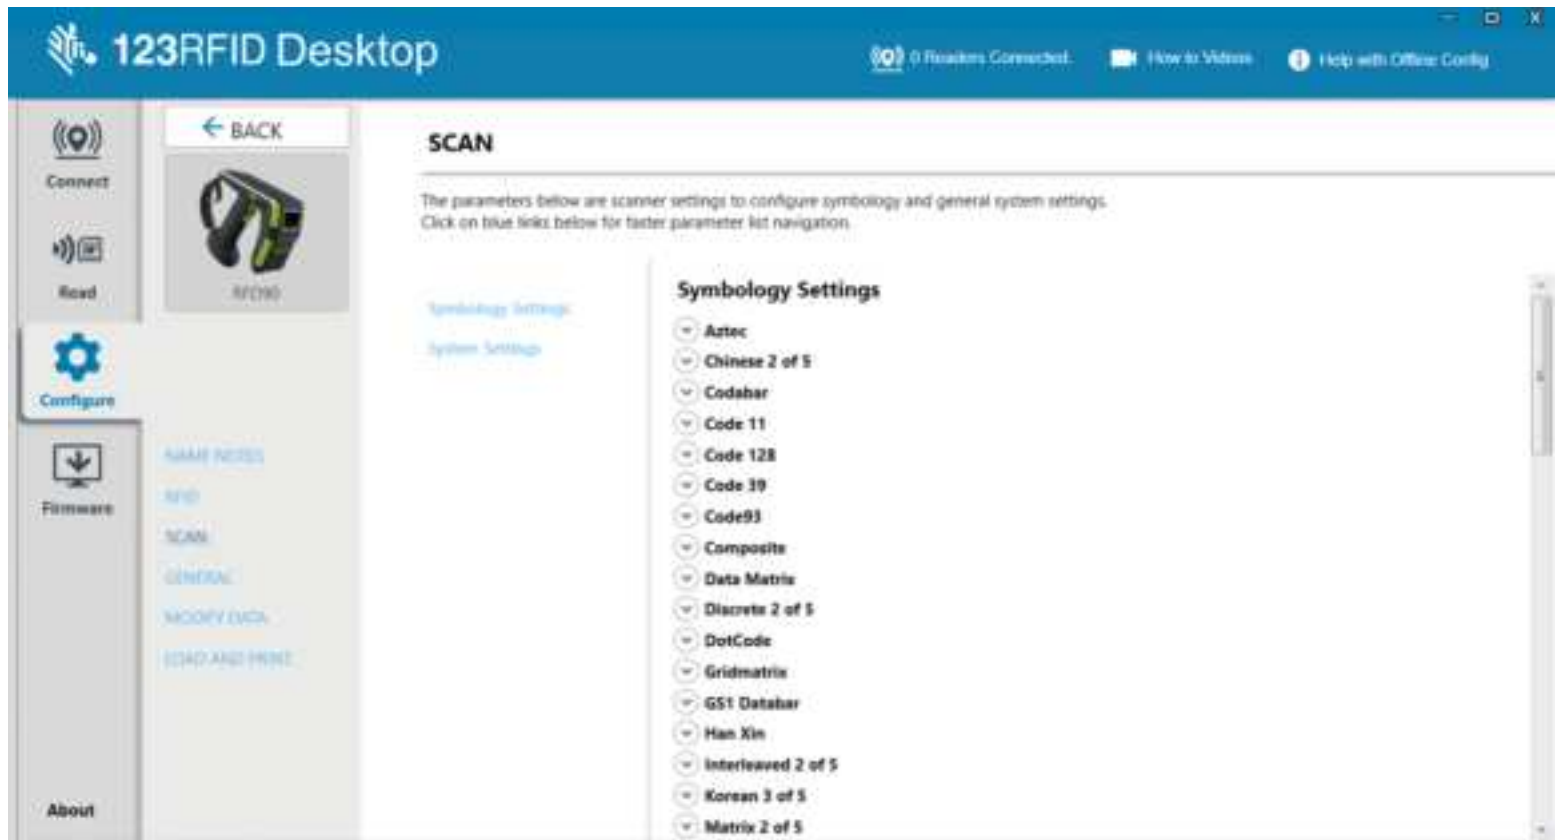 123RFID Desktop
0 Readers Connected.
How to Videos
Help with Offline Config
Connect
Read
Configure
Firmware
About
BACK
RFD90
NAME NOTES
RFID
SCAN
GENERAL
MODIFY DATA
LOAD AND PRINT
SCAN
The parameters below are scanner settings to configure symbology and general system settings.
Click on blue links below for faster parameter list navigation.
Symbology Settings
System Settings
Symbology Settings
Aztec
Chinese 2 of 5
Codabar
Code 11
Code 128
Code 39
Code93
Composite
Data Matrix
Discrete 2 of 5
DotCode
Gridmatrix
GS1 Databar
Han Xin
Interleaved 2 of 5
Korean 3 of 5
Matrix 2 of 5